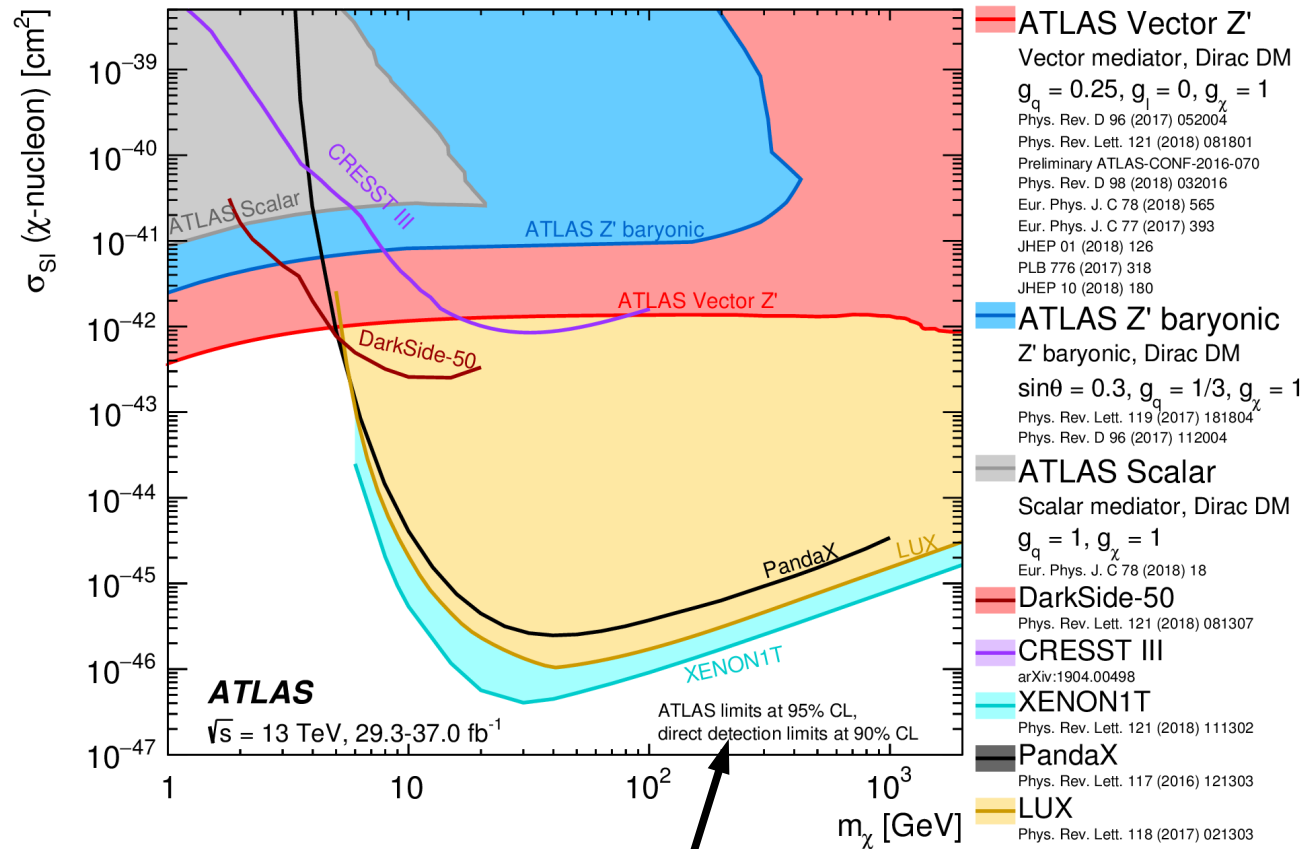 σSI (χ-nucleon) [cm²]
10⁻³⁹
10⁻⁴⁰
10⁻⁴¹
10⁻⁴²
10⁻⁴³
10⁻⁴⁴
10⁻⁴⁵
10⁻⁴⁶
10⁻⁴⁷
CRESST III
ATLAS Scalar
ATLAS Z' baryonic
ATLAS Vector Z'
DarkSide-50
PandaX
LUX
XENON1T
ATLAS
√s = 13 TeV, 29.3-37.0 fb⁻¹
ATLAS limits at 95% CL,
direct detection limits at 90% CL
1
10
10²
10³
mχ [GeV]
ATLAS Vector Z'
Vector mediator, Dirac DM
gq = 0.25, gl = 0, gχ = 1
Phys. Rev. D 96 (2017) 052004
Phys. Rev. Lett. 121 (2018) 081801
Preliminary ATLAS-CONF-2016-070
Phys. Rev. D 98 (2018) 032016
Eur. Phys. J. C 78 (2018) 565
Eur. Phys. J. C 77 (2017) 393
JHEP 01 (2018) 126
PLB 776 (2017) 318
JHEP 10 (2018) 180
ATLAS Z' baryonic
Z' baryonic, Dirac DM
sinθ = 0.3, gq = 1/3, gχ = 1
Phys. Rev. Lett. 119 (2017) 181804
Phys. Rev. D 96 (2017) 112004
ATLAS Scalar
Scalar mediator, Dirac DM
gq = 1, gχ = 1
Eur. Phys. J. C 78 (2018) 18
DarkSide-50
Phys. Rev. Lett. 121 (2018) 081307
CRESST III
arXiv:1904.00498
XENON1T
Phys. Rev. Lett. 121 (2018) 111302
PandaX
Phys. Rev. Lett. 117 (2016) 121303
LUX
Phys. Rev. Lett. 118 (2017) 021303